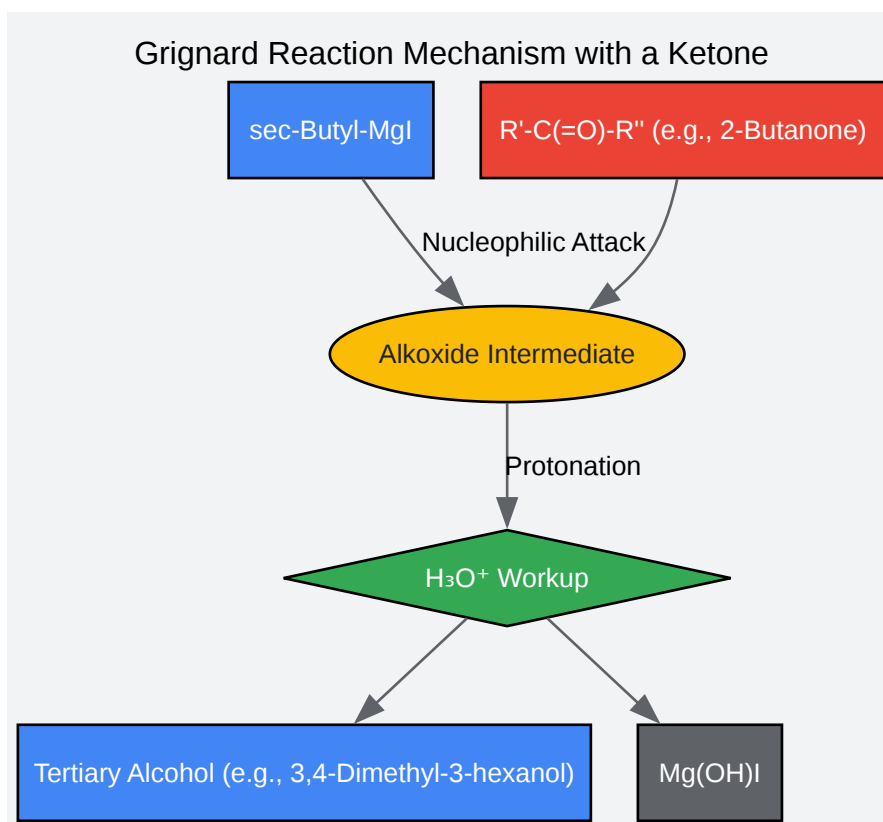 Grignard Reaction Mechanism with a Ketone
sec-Butyl-MgI
R'-C(=O)-R'' (e.g., 2-Butanone)
Nucleophilic Attack
Alkoxide Intermediate
Protonation
H₃O⁺ Workup
Tertiary Alcohol (e.g., 3,4-Dimethyl-3-hexanol)
Mg(OH)I